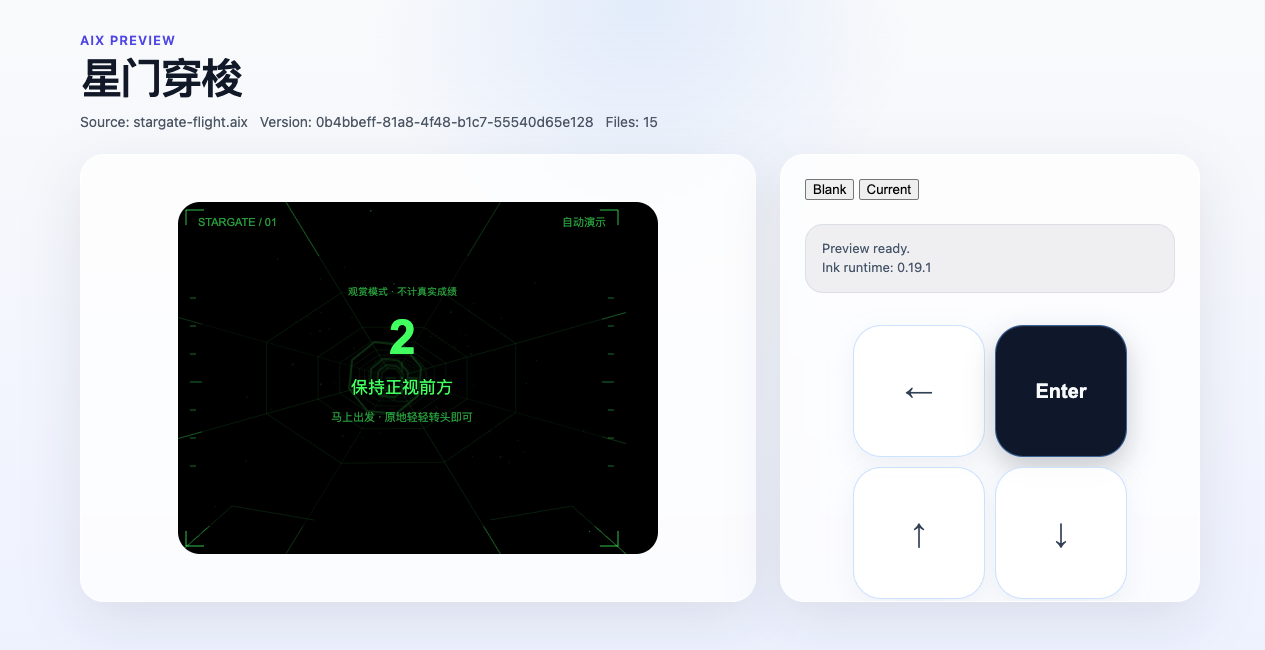 AIX PREVIEW
星门穿梭
Source: stargate-flight.aix Version: 0b4bbeff-81a8-4f48-b1c7-55540d65e128 Files: 15
STARGATE / 01
自动演示
观赏模式 · 不计真实成绩
2
保持正视前方
马上出发 · 原地轻轻转头即可
Blank Current
Preview ready.
Ink runtime: 0.19.1
← Enter
↑ ↓